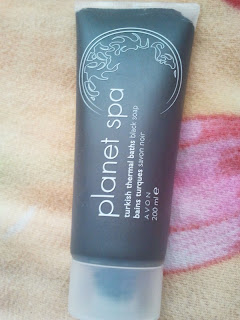 planet spa
turkish thermal baths black soap
bains turques savon noir
AVON
200 ml e